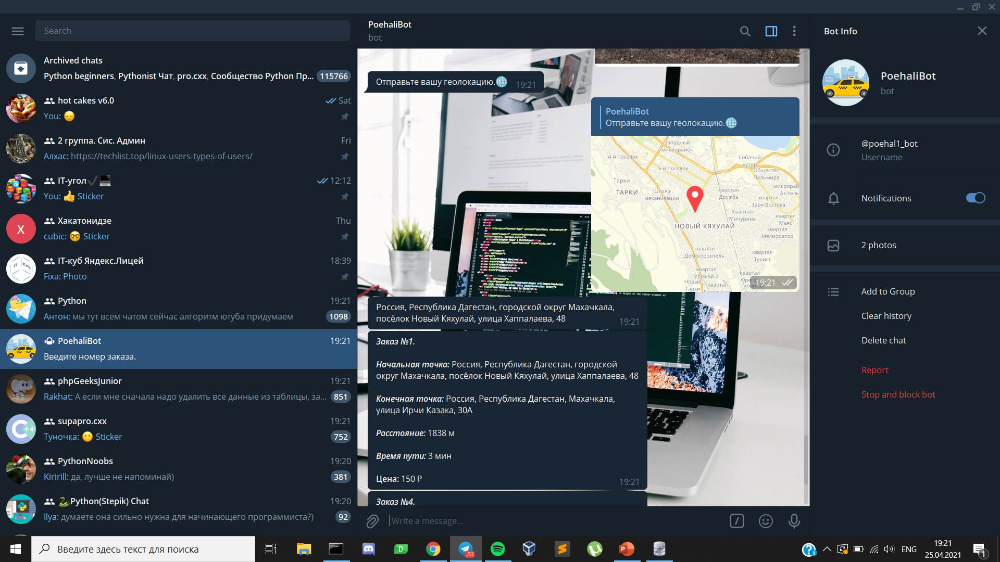 Search
Archived chats
Python beginners, Pythonist Чат, pro.cxx, Сообщество Python Пр...
115766
hot cakes v6.0
Sat
You: 😞
2 группа. Сис. Админ
Fri
Алхас: https://techlist.top/linux-users-types-of-users/
IT-угол✔💻
12:12
You: 👍 Sticker
X
Хакатонидзе
Thu
cubic: 🤓 Sticker
IT-куб Яндекс.Лицей
18:39
Fixa: Photo
Python
19:21
Антон: мы тут всем чатом сейчас алгоритм ютуба придумаем
1098
PoehaliBot
19:21
Введите номер заказа.
phpGeeksJunior
19:21
Rakhat: А если мне сначала надо удалить все данные из таблицы, за...
851
supapro.cxx
19:21
Туночка: 😶 Sticker
752
PythonNoobs
19:20
Kiririll: да, лучше не напоминай)
381
🐍Python(Stepik) Chat
19:20
Ilya: думаете она сильно нужна для начинающего программиста?)
92
PoehaliBot
bot
Отправьте вашу геолокацию.🌐
19:21
PoehaliBot
Отправьте вашу геолокацию.🌐
западный
микрорайон
4-й поселок
5-й поселок
Собачий
хутор
Общество
Пальмира
Тарки
ТАРКИ
Школа
механизации
квартал
Дружба
микрорай
Ак-гель
квартал
Заря Востока
Квартал
Мичурина
квартал
Маяк
НОВЫЙ КЯХУЛАЙ
квартал
Мелиоратор
квартал
Домостроитель
квартал
Турист
квартал
Урожай-2
квартал
Новые
Тарки
квартал
19:21
Россия, Республика Дагестан, городской округ Махачкала,
посёлок Новый Кяхулай, улица Хаппалаева, 48
19:21
Заказ №1.
Начальная точка: Россия, Республика Дагестан, городской
округ Махачкала, посёлок Новый Кяхулай, улица Хаппалаева, 48
Конечная точка: Россия, Республика Дагестан, Махачкала,
улица Ирчи Казака, 30А
Расстояние: 1838 м
Время пути: 3 мин
Цена: 150 ₽
19:21
Заказ №4.
Write a message...
Bot Info
PoehaliBot
bot
@poehal1_bot
Username
Notifications
2 photos
Add to Group
Clear history
Delete chat
Report
Stop and block bot
Введите здесь текст для поиска
..53
ENG
19:21
25.04.2021
1